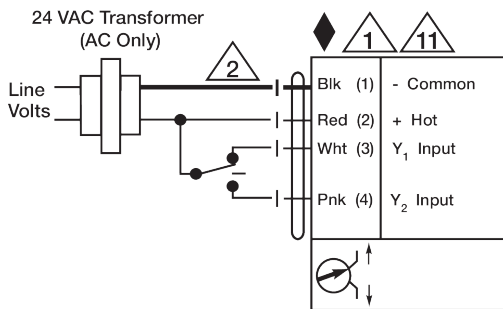 24 VAC Transformer
(AC Only)
1
11
2
Line
Volts
Blk (1) - Common
Red (2) + Hot
Wht (3) Y₁ Input
Pnk (4) Y₂ Input